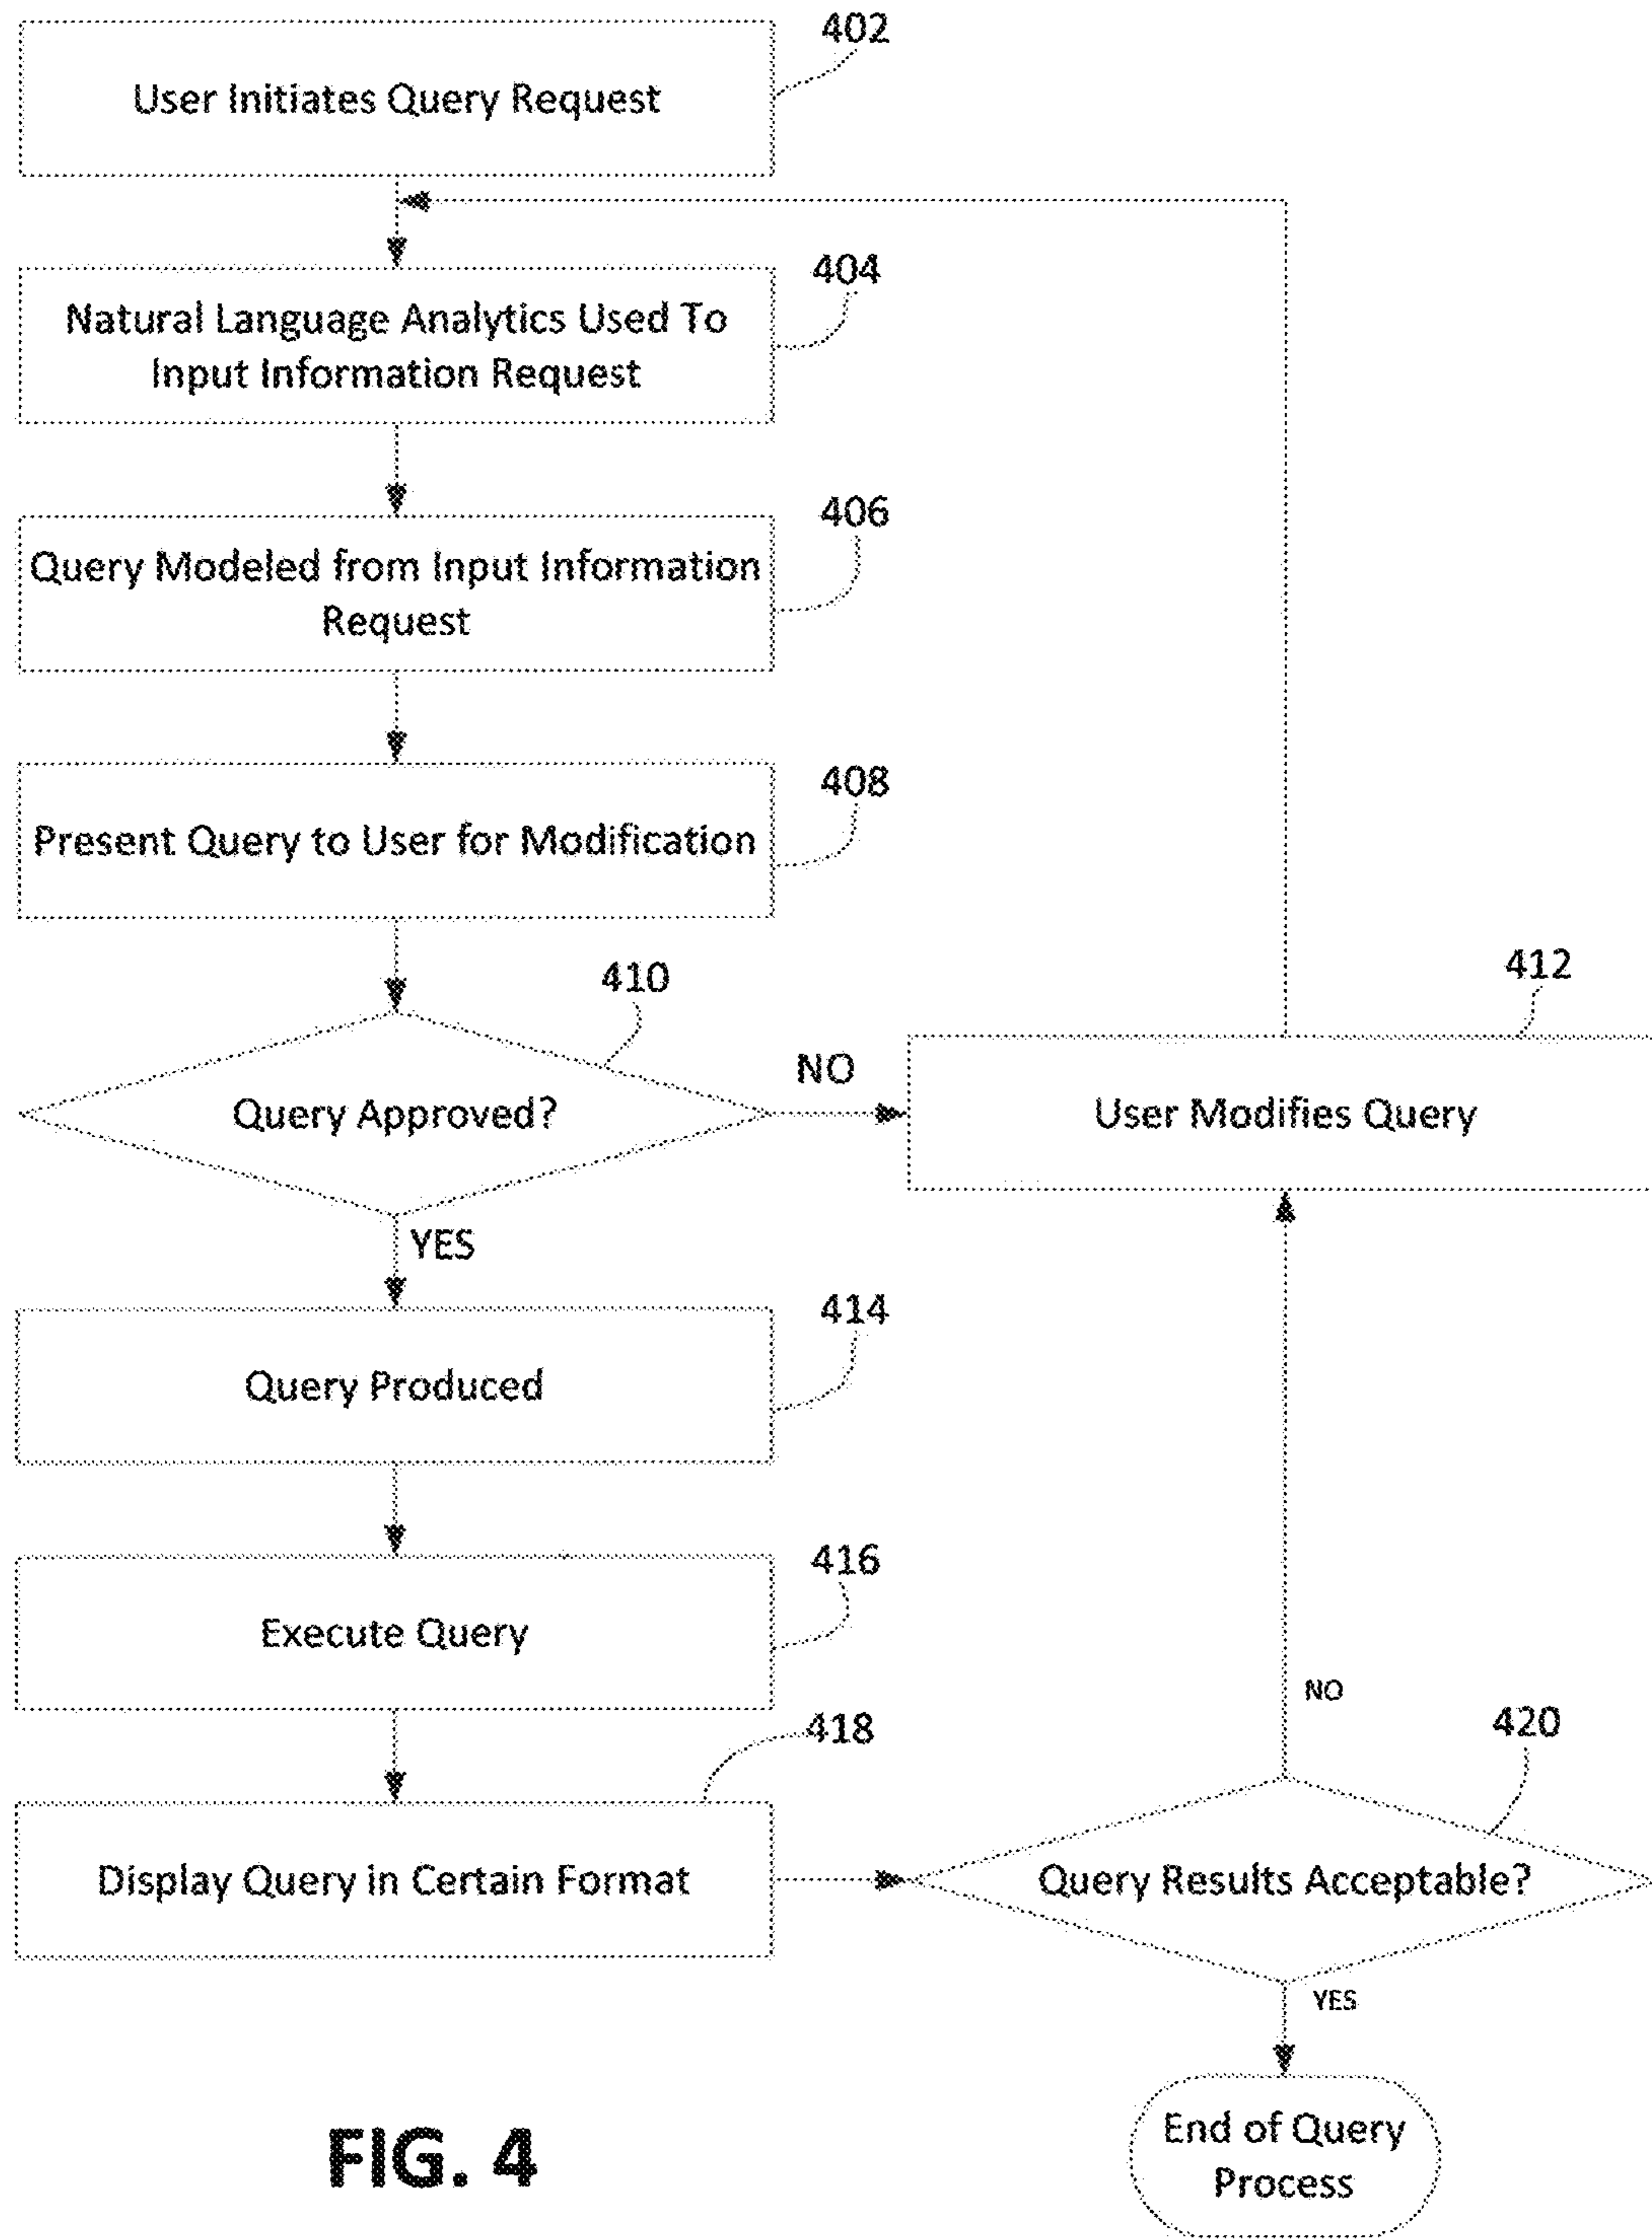 402
User Initiates Query Request
404
Natural Language Analytics Used To
Input Information Request
406
Query Modeled from Input Information
Request
408
Present Query to User for Modification
410
412
Query Approved?
NO
User Modifies Query
YES
414
Query Produced
416
Execute Query
NO
418
420
Display Query in Certain Format
Query Results Acceptable?
YES
End of Query
Process
FIG. 4